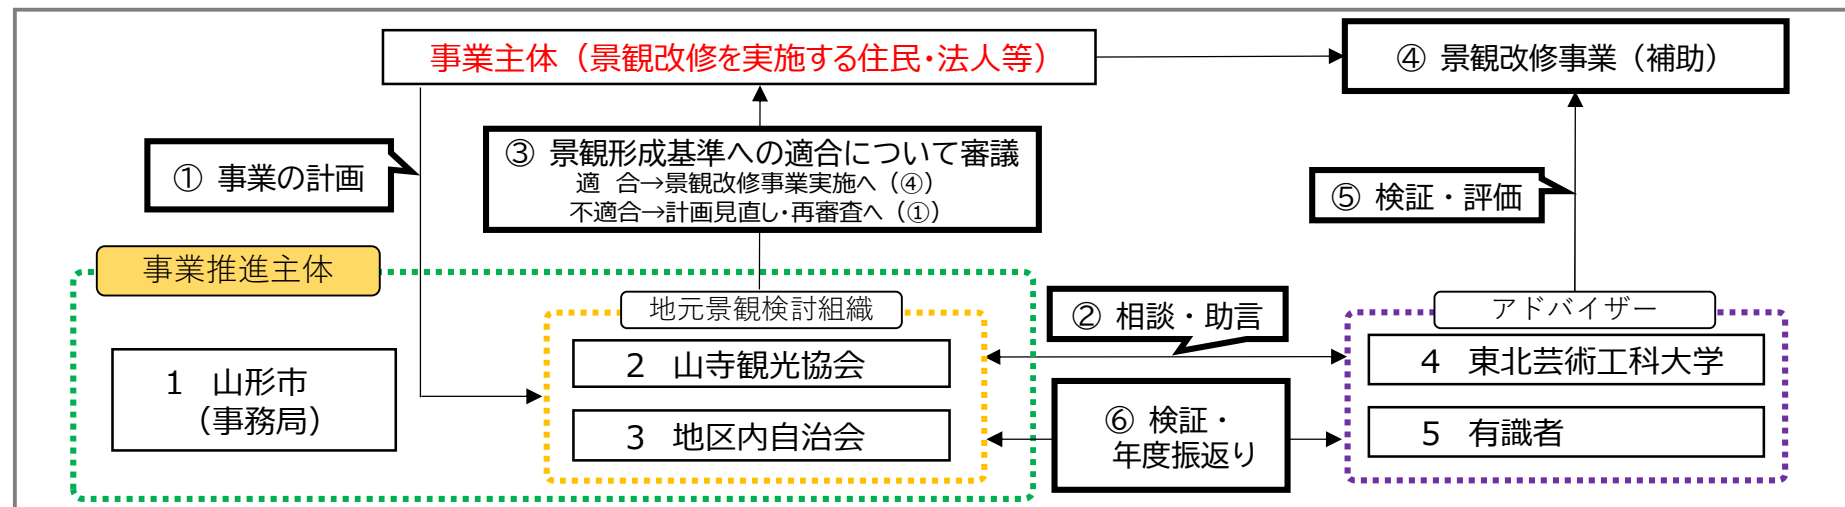 事業主体（景観改修を実施する住民・法人等）
④ 景観改修事業（補助）
① 事業の計画
③ 景観形成基準への適合について審議
適　合→景観改修事業実施へ（④）
不適合→計画見直し・再審査へ（①）
⑤ 検証・評価
事業推進主体
地元景観検討組織
② 相談・助言
アドバイザー
1　山形市
（事務局）
2　山寺観光協会
3　地区内自治会
⑥ 検証・
年度振返り
4　東北芸術工科大学
5　有識者